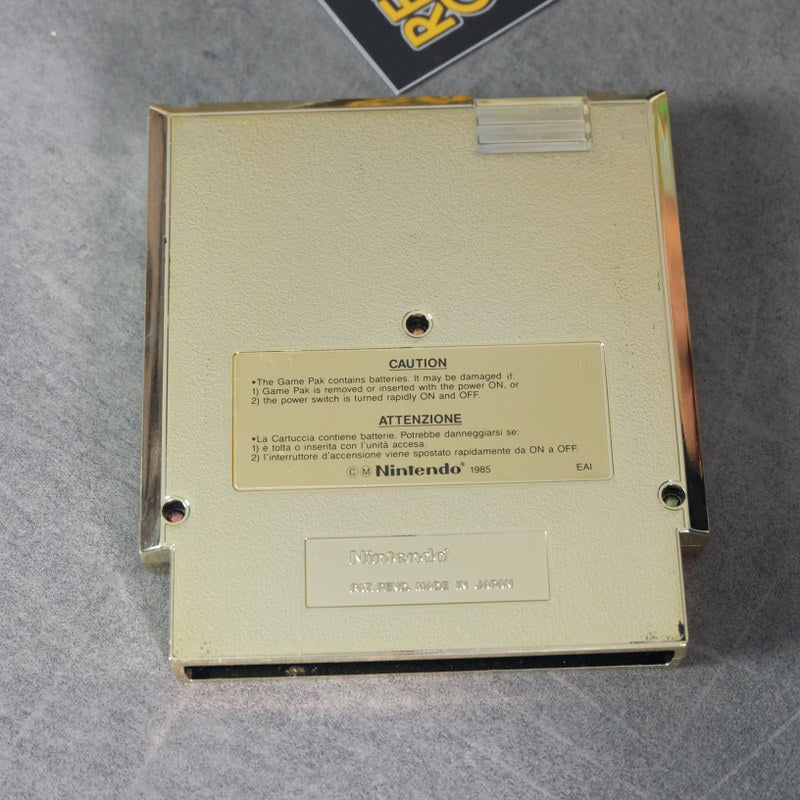 CAUTION
•The Game Pak contains batteries. It may be damaged if:
1) Game Pak is removed or inserted with the power ON, or
2) the power switch is turned rapidly ON and OFF.
ATTENZIONE
•La Cartuccia contiene batterie. Potrebbe danneggiarsi se:
1) è tolta o inserita con l'unità accesa.
2) l'interruttore d'accensione viene spostato rapidamente da ON a OFF.
©Ⓜ Nintendo® 1985 EAI
Nintendo®
PAT. PEND. MADE IN JAPAN